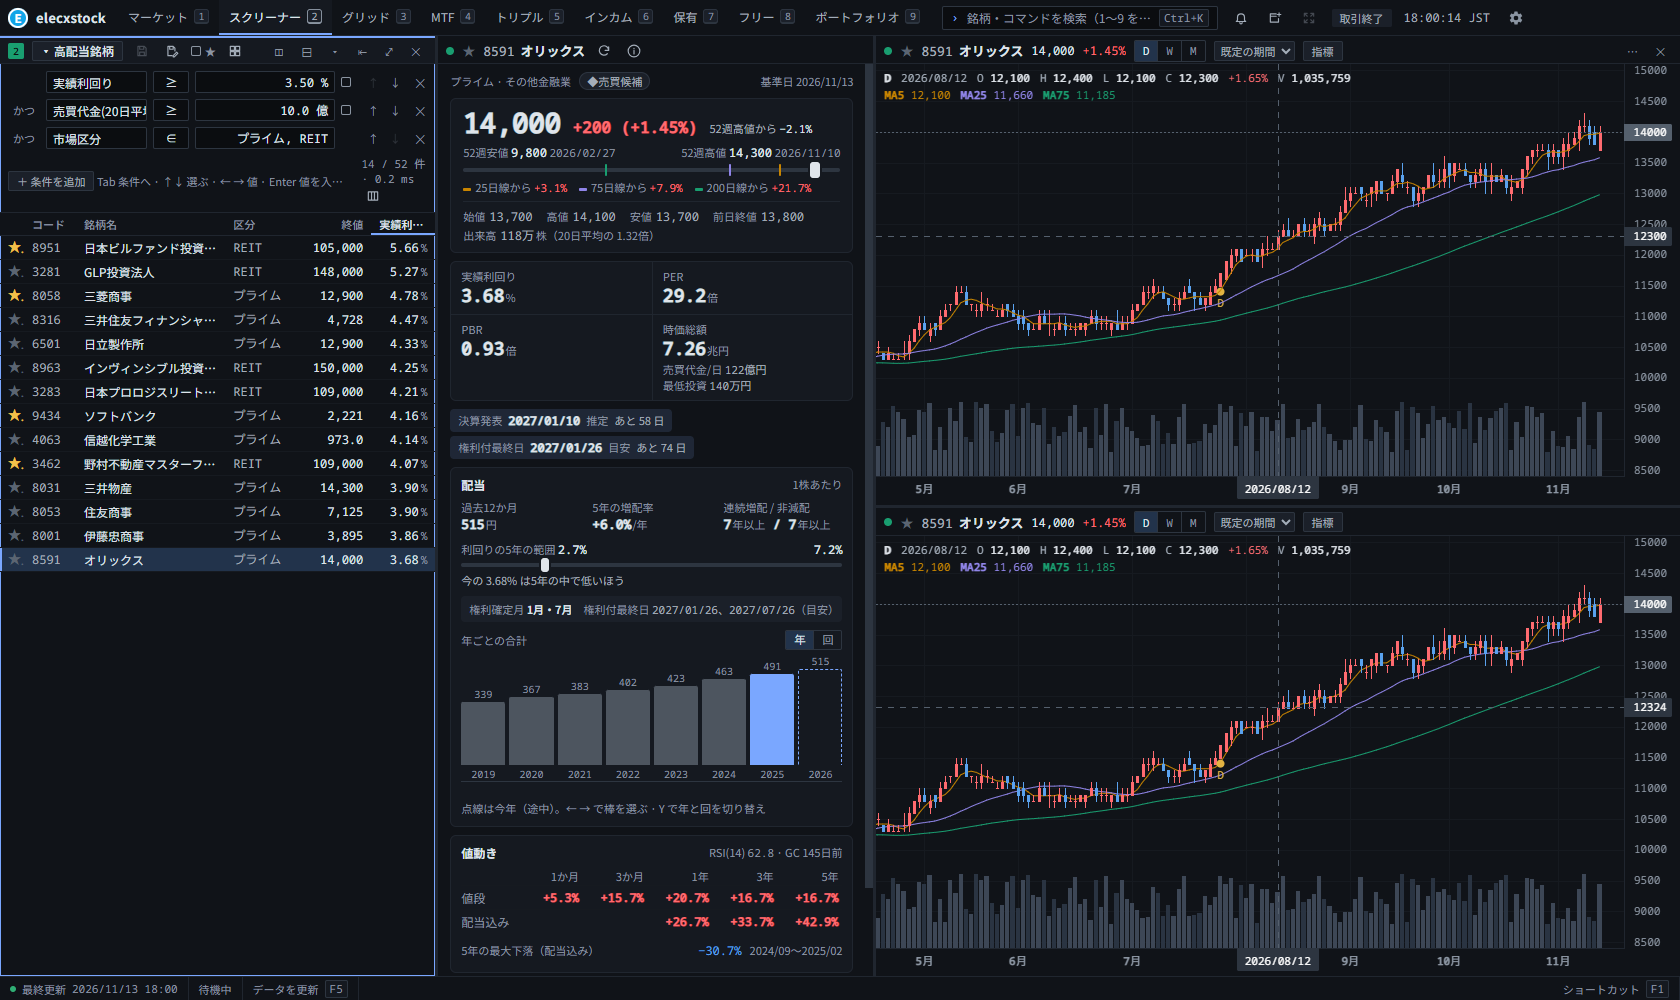 E elecxstock マーケット 1 スクリーナー 2 グリッド 3 MTF 4 トリプル 5 インカム 6 保有 7 フリー 8 ポートフォリオ 9 › 銘柄・コマンドを検索（1〜9 を… Ctrl+K 取引終了 18:00:14 JST
2 高配当銘柄
実績利回り ≥ 3.50 % ↑ ↓ ×
かつ 売買代金(20日平均 ≥ 10.0 億 ↑ ↓ ×
かつ 市場区分 ∈ プライム, REIT ↑ ↓ ×
＋ 条件を追加 Tab 条件へ・↑↓ 選ぶ・←→ 値・Enter 値を入… 14 / 52 件 · 0.2 ms
コード 銘柄名 区分 終値 実績利…
8951 日本ビルファンド投資… REIT 105,000 5.66%
3281 GLP投資法人 REIT 148,000 5.27%
8058 三菱商事 プライム 12,900 4.78%
8316 三井住友フィナンシャ… プライム 4,728 4.47%
6501 日立製作所 プライム 12,900 4.33%
8963 インヴィンシブル投資… REIT 150,000 4.25%
3283 日本プロロジスリート… REIT 109,000 4.21%
9434 ソフトバンク プライム 2,221 4.16%
4063 信越化学工業 プライム 973.0 4.14%
3462 野村不動産マスターフ… REIT 109,000 4.07%
8031 三井物産 プライム 14,300 3.90%
8053 住友商事 プライム 7,125 3.90%
8001 伊藤忠商事 プライム 3,895 3.86%
8591 オリックス プライム 14,000 3.68%
8591 オリックス
プライム・その他金融業 ◆売買候補 基準日 2026/11/13
14,000 +200 (+1.45%) 52週高値から −2.1%
52週安値 9,800 2026/02/27 52週高値 14,300 2026/11/10
25日線から +3.1% 75日線から +7.9% 200日線から +21.7%
始値 13,700 高値 14,100 安値 13,700 前日終値 13,800
出来高 118万 株（20日平均の 1.32倍）
実績利回り PER
3.68% 29.2倍
PBR 時価総額
0.93倍 7.26兆円
売買代金/日 122億円
最低投資 140万円
決算発表 2027/01/10 推定 あと 58 日
権利付最終日 2027/01/26 目安 あと 74 日
配当 1株あたり
過去12か月 5年の増配率 連続増配 / 非減配
515円 +6.0%/年 7年以上 / 7年以上
利回りの5年の範囲 2.7% 7.2%
今の 3.68% は5年の中で低いほう
権利確定月 1月・7月 権利付最終日 2027/01/26、2027/07/26（目安）
年ごとの合計 年 回
339 367 383 402 423 463 491 515
2019 2020 2021 2022 2023 2024 2025 2026
点線は今年（途中）。←→ で棒を選ぶ・Y で年と回を切り替え
値動き RSI(14) 62.8 · GC 145日前
1か月 3か月 1年 3年 5年
値段 +5.3% +15.7% +20.7% +16.7% +16.7%
配当込み +26.7% +33.7% +42.9%
5年の最大下落（配当込み） −30.7% 2024/09〜2025/02
8591 オリックス 14,000 +1.45% D W M 既定の期間 指標
D 2026/08/12 O 12,100 H 12,400 L 12,100 C 12,300 +1.65% V 1,035,759
MA5 12,100 MA25 11,660 MA75 11,185
15000
14500
14000
13500
13000
12500
12300
12000
11500
11000
10500
10000
9500
9000
8500
D
5月 6月 7月 2026/08/12 9月 10月 11月
8591 オリックス 14,000 +1.45% D W M 既定の期間 指標
D 2026/08/12 O 12,100 H 12,400 L 12,100 C 12,300 +1.65% V 1,035,759
MA5 12,100 MA25 11,660 MA75 11,185
15000
14500
14000
13500
13000
12500
12324
12000
11500
11000
10500
10000
9500
9000
8500
D
5月 6月 7月 2026/08/12 9月 10月 11月
最終更新 2026/11/13 18:00 待機中 データを更新 F5 ショートカット F1